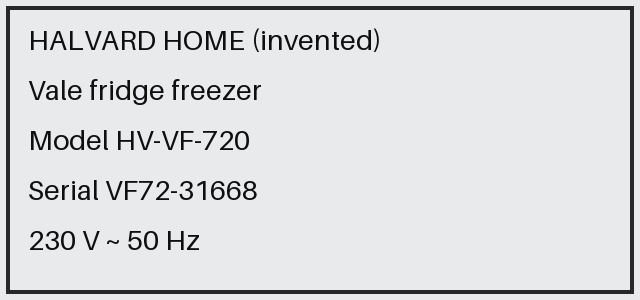 HALVARD HOME (invented)
Vale fridge freezer
Model HV-VF-720
Serial VF72-31668
230 V ~ 50 Hz